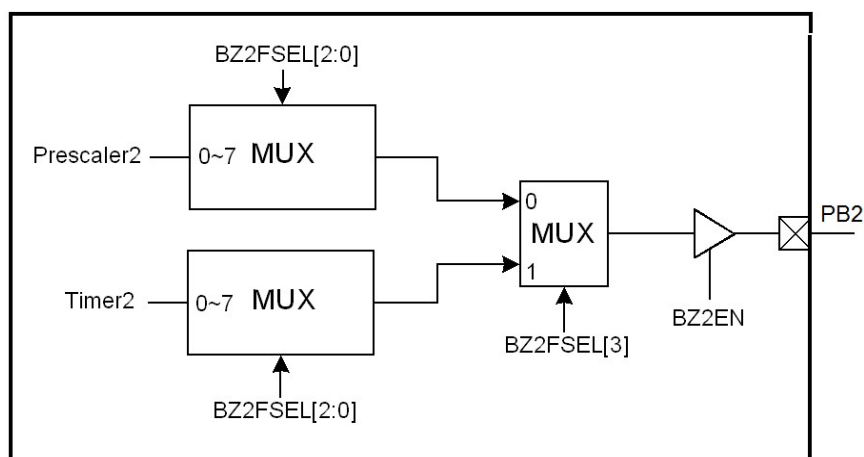 BZ2FSEL[2:0]
Prescaler2
0~7 MUX
0
PB2
MUX
1
Timer2
0~7 MUX
BZ2EN
BZ2FSEL[3]
BZ2FSEL[2:0]